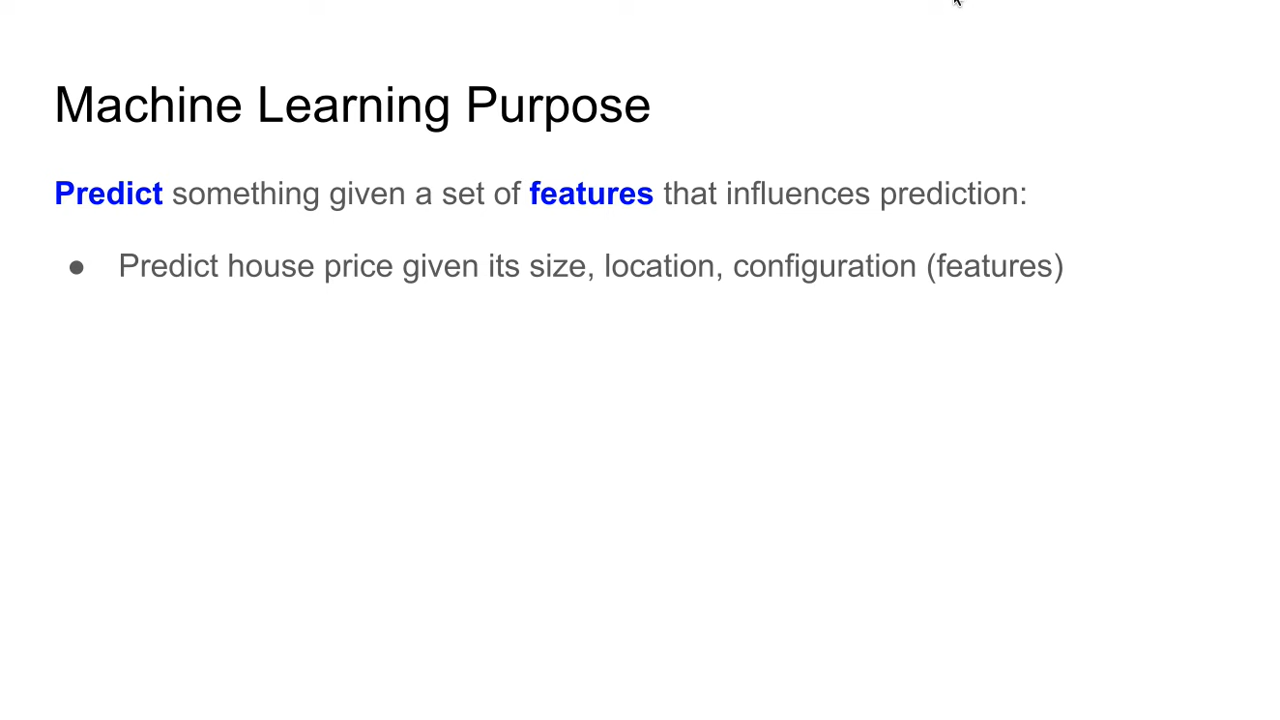 Machine Learning Purpose
Predict something given a set of features that influences prediction:
● Predict house price given its size, location, configuration (features)